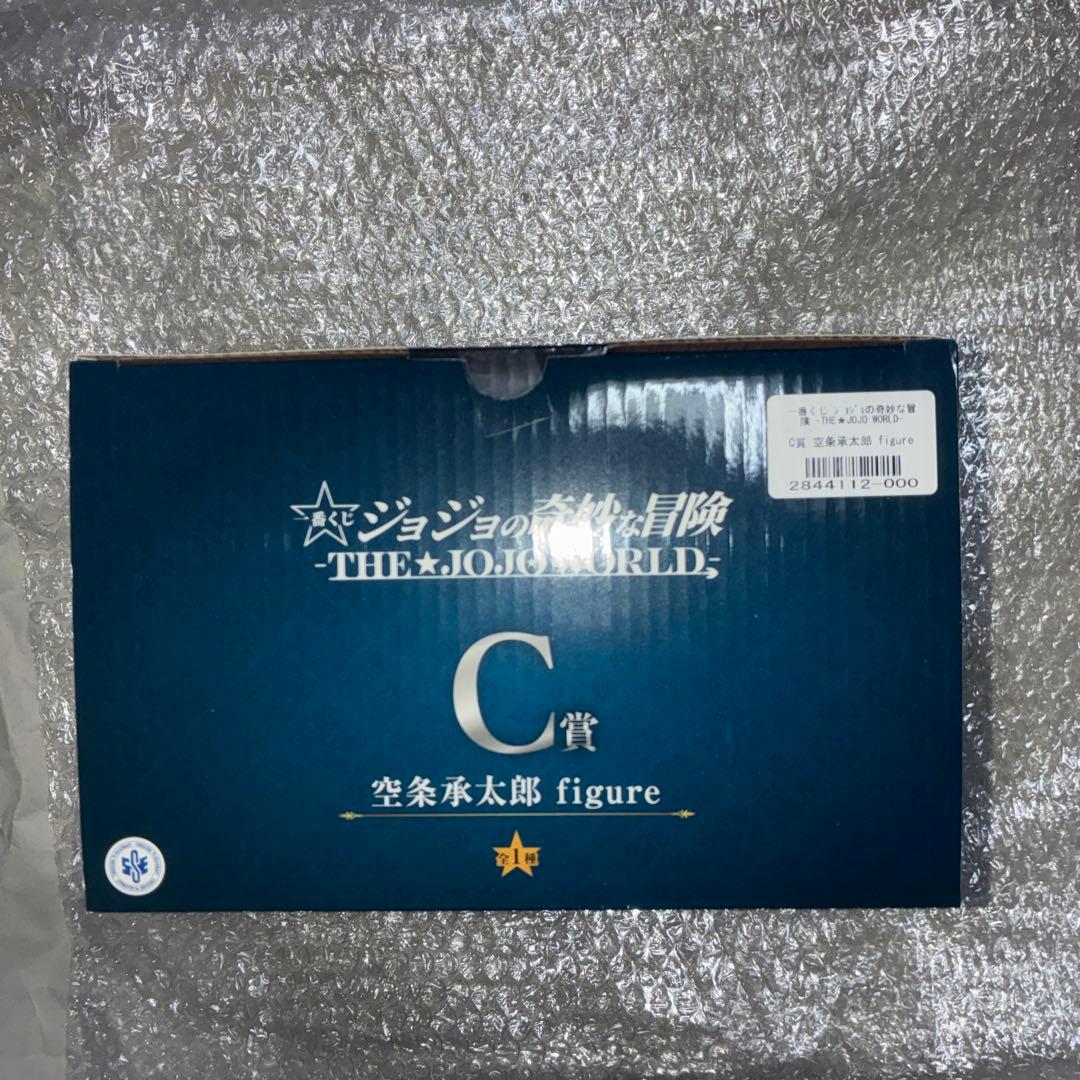 一番くじ ジョジョの奇妙な冒
険 -THE★JOJO WORLD-
C賞 空条承太郎 figure
2844112-000
一番くじ ジョジョの奇妙な冒険
-THE★JOJO WORLD-
C賞
空条承太郎 figure
全1種